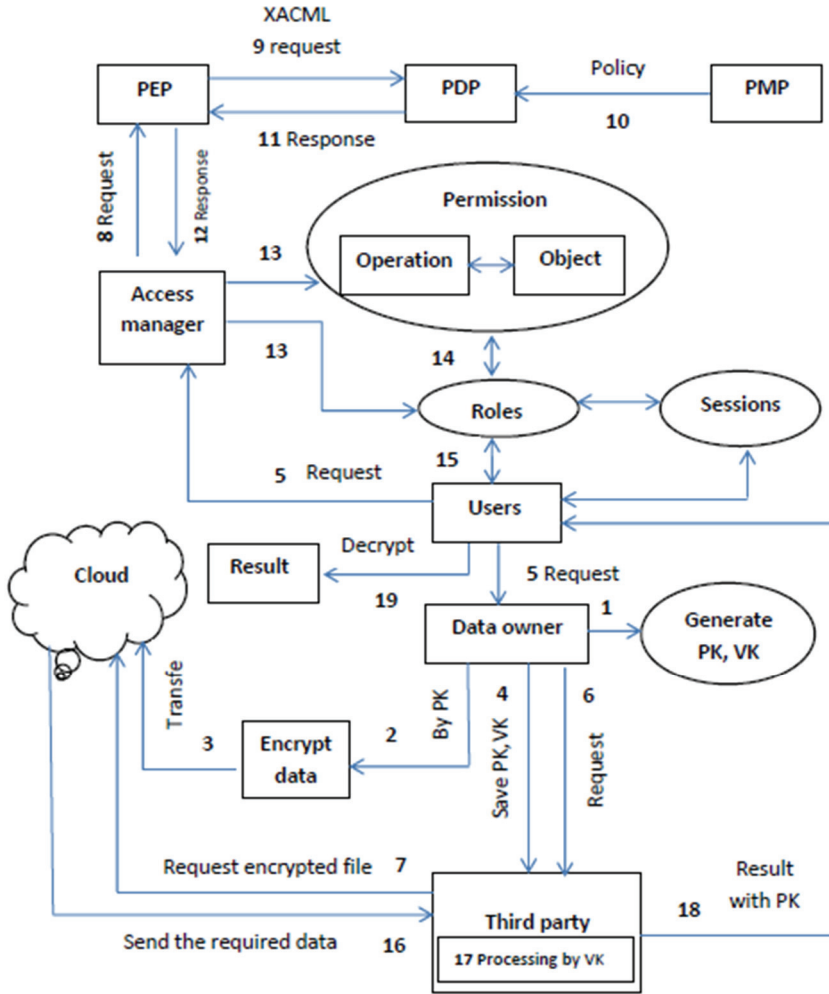 XACML
9 request
PEP
PDP
Policy
PMP
10
11 Response
8 Request
12 Response
Permission
Operation
Object
13
Access
manager
13
14
Roles
Sessions
15
5 Request
Users
Cloud
Decrypt
Result
19
5 Request
1
Data owner
Generate
PK, VK
Transfe
3
Encrypt
data
2
By PK
4
Save PK,VK
6
Request
Request encrypted file 7
Third party
18
Result
with PK
Send the required data 16
17 Processing by VK